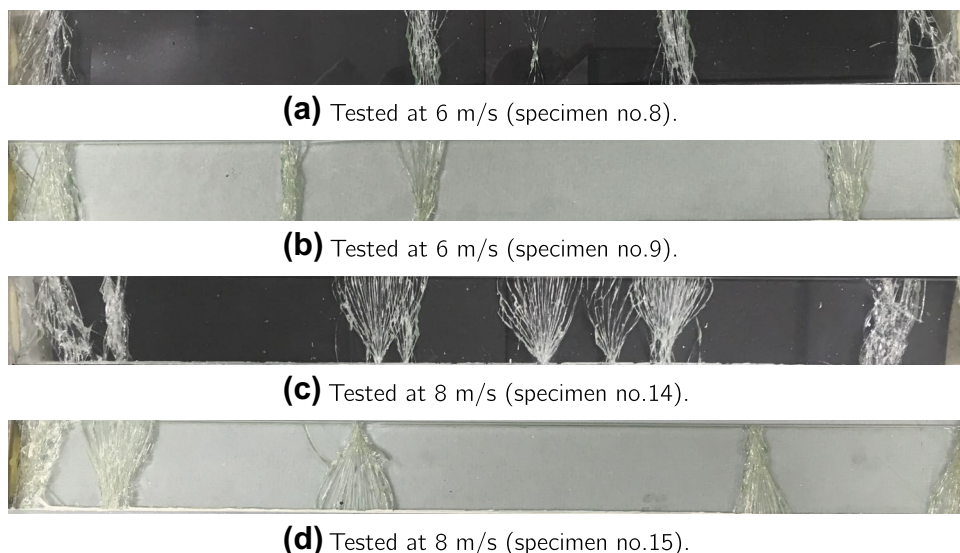 (a) Tested at 6 m/s (specimen no.8).
(b) Tested at 6 m/s (specimen no.9).
(c) Tested at 8 m/s (specimen no.14).
(d) Tested at 8 m/s (specimen no.15).